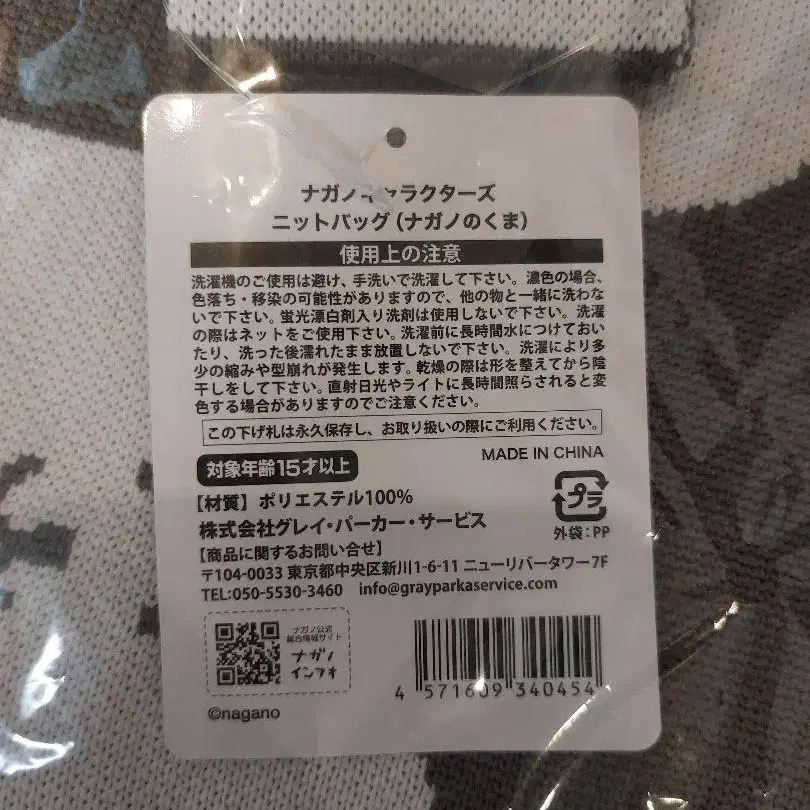 ナガノキャラクターズ
ニットバッグ(ナガノのくま)
使用上の注意
洗濯機のご使用は避け、手洗いで洗濯して下さい。濃色の場合、
色落ち・移染の可能性がありますので、他の物と一緒に洗わな
いで下さい。蛍光漂白剤入り洗剤は使用しないで下さい。洗濯
の際はネットをご使用下さい。洗濯前に長時間水につけておい
たり、洗った後濡れたまま放置しないで下さい。洗濯により多
少の縮みや型崩れが発生します。乾燥の際は形を整えてから陰
干しをして下さい。直射日光やライトに長時間照らされると変
色する場合がありますのでご注意ください。
この下げ札は永久保存し、お取り扱いの際にご利用ください。
対象年齢15才以上
MADE IN CHINA
【材質】ポリエステル100%
プラ
外袋:PP
株式会社グレイ・パーカー・サービス
【商品に関するお問い合せ】
〒104-0033 東京都中央区新川1-6-11 ニューリバータワー7F
TEL:050-5530-3460 info@grayparkaservice.com
ナガノ公式
総合情報サイト
ナガノ
インフォ
4 571609 340454
©nagano